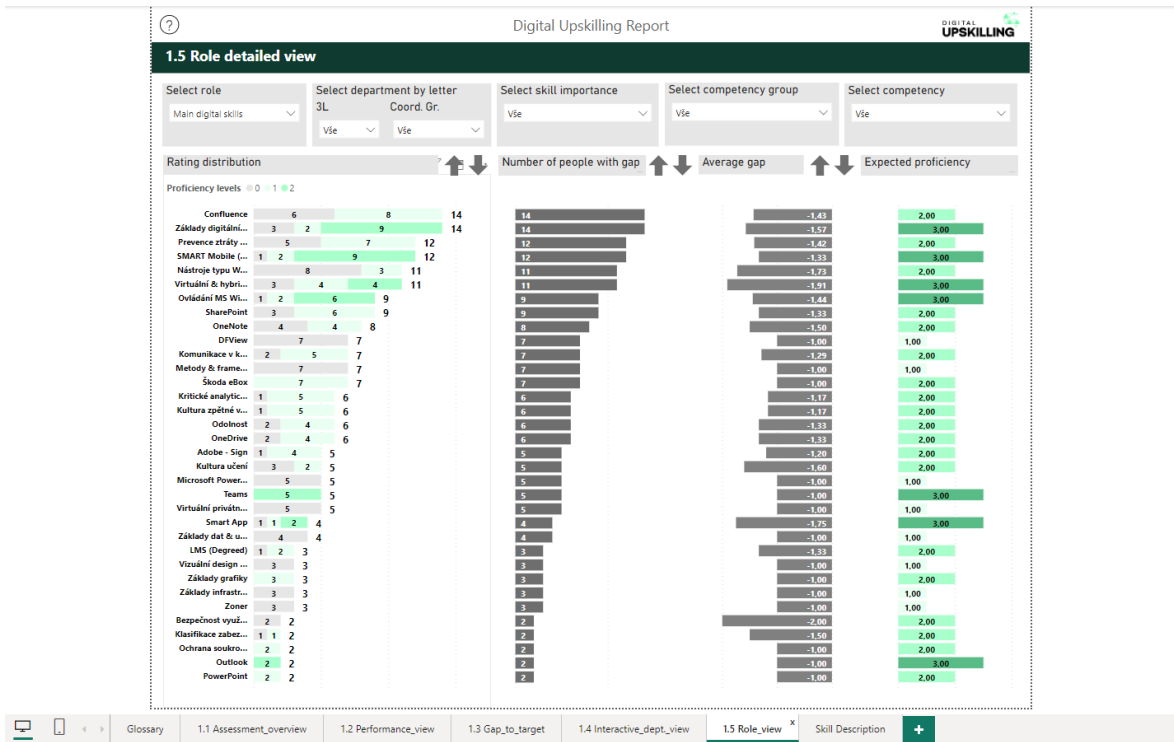 ?
Digital Upskilling Report
DIGITAL
UPSKILLING
1.5 Role detailed view
Select role
Main digital skills
Select department by letter
3L
Coord. Gr.
Vše
Vše
Select skill importance
Vše
Select competency group
Vše
Select competency
Vše
Rating distribution
Number of people with gap
Average gap
Expected proficiency
Proficiency levels 0 1 2
Confluence 6 8 14 14 -1,43 2,00
Základy digitální... 3 2 9 14 14 -1,57 3,00
Prevence ztráty ... 5 7 12 12 -1,42 2,00
SMART Mobile (... 1 2 9 12 12 -1,33 3,00
Nástroje typu W... 8 3 11 11 -1,73 2,00
Virtuální & hybri... 3 4 4 11 11 -1,91 3,00
Ovládání MS Wi... 1 2 6 9 9 -1,44 3,00
SharePoint 3 6 9 9 -1,33 2,00
OneNote 4 4 8 8 -1,50 2,00
DFView 7 7 7 -1,00 1,00
Komunikace v k... 2 5 7 7 -1,29 2,00
Metody & frame... 7 7 7 -1,00 1,00
Škoda eBox 7 7 7 -1,00 2,00
Kritické analytic... 1 5 6 6 -1,17 2,00
Kultura zpětné v... 1 5 6 6 -1,17 2,00
Odolnost 2 4 6 6 -1,33 2,00
OneDrive 2 4 6 6 -1,33 2,00
Adobe - Sign 1 4 5 5 -1,20 2,00
Kultura učení 3 2 5 5 -1,60 2,00
Microsoft Power... 5 5 5 -1,00 1,00
Teams 5 5 5 -1,00 3,00
Virtuální privátn... 5 5 5 -1,00 1,00
Smart App 1 1 2 4 4 -1,75 3,00
Základy dat & u... 4 4 4 -1,00 1,00
LMS (Degreed) 1 2 3 3 -1,33 2,00
Vizuální design ... 3 3 3 -1,00 1,00
Základy grafiky 3 3 3 -1,00 2,00
Základy infrastr... 3 3 3 -1,00 1,00
Zoner 3 3 3 -1,00 1,00
Bezpečnost využ... 2 2 2 -2,00 2,00
Klasifikace zabez... 1 1 2 2 -1,50 2,00
Ochrana soukro... 2 2 2 -1,00 2,00
Outlook 2 2 2 -1,00 3,00
PowerPoint 2 2 2 -1,00 2,00
Glossary
1.1 Assessment_overview
1.2 Performance_view
1.3 Gap_to_target
1.4 Interactive_dept._view
1.5 Role_view
x
Skill Description
+